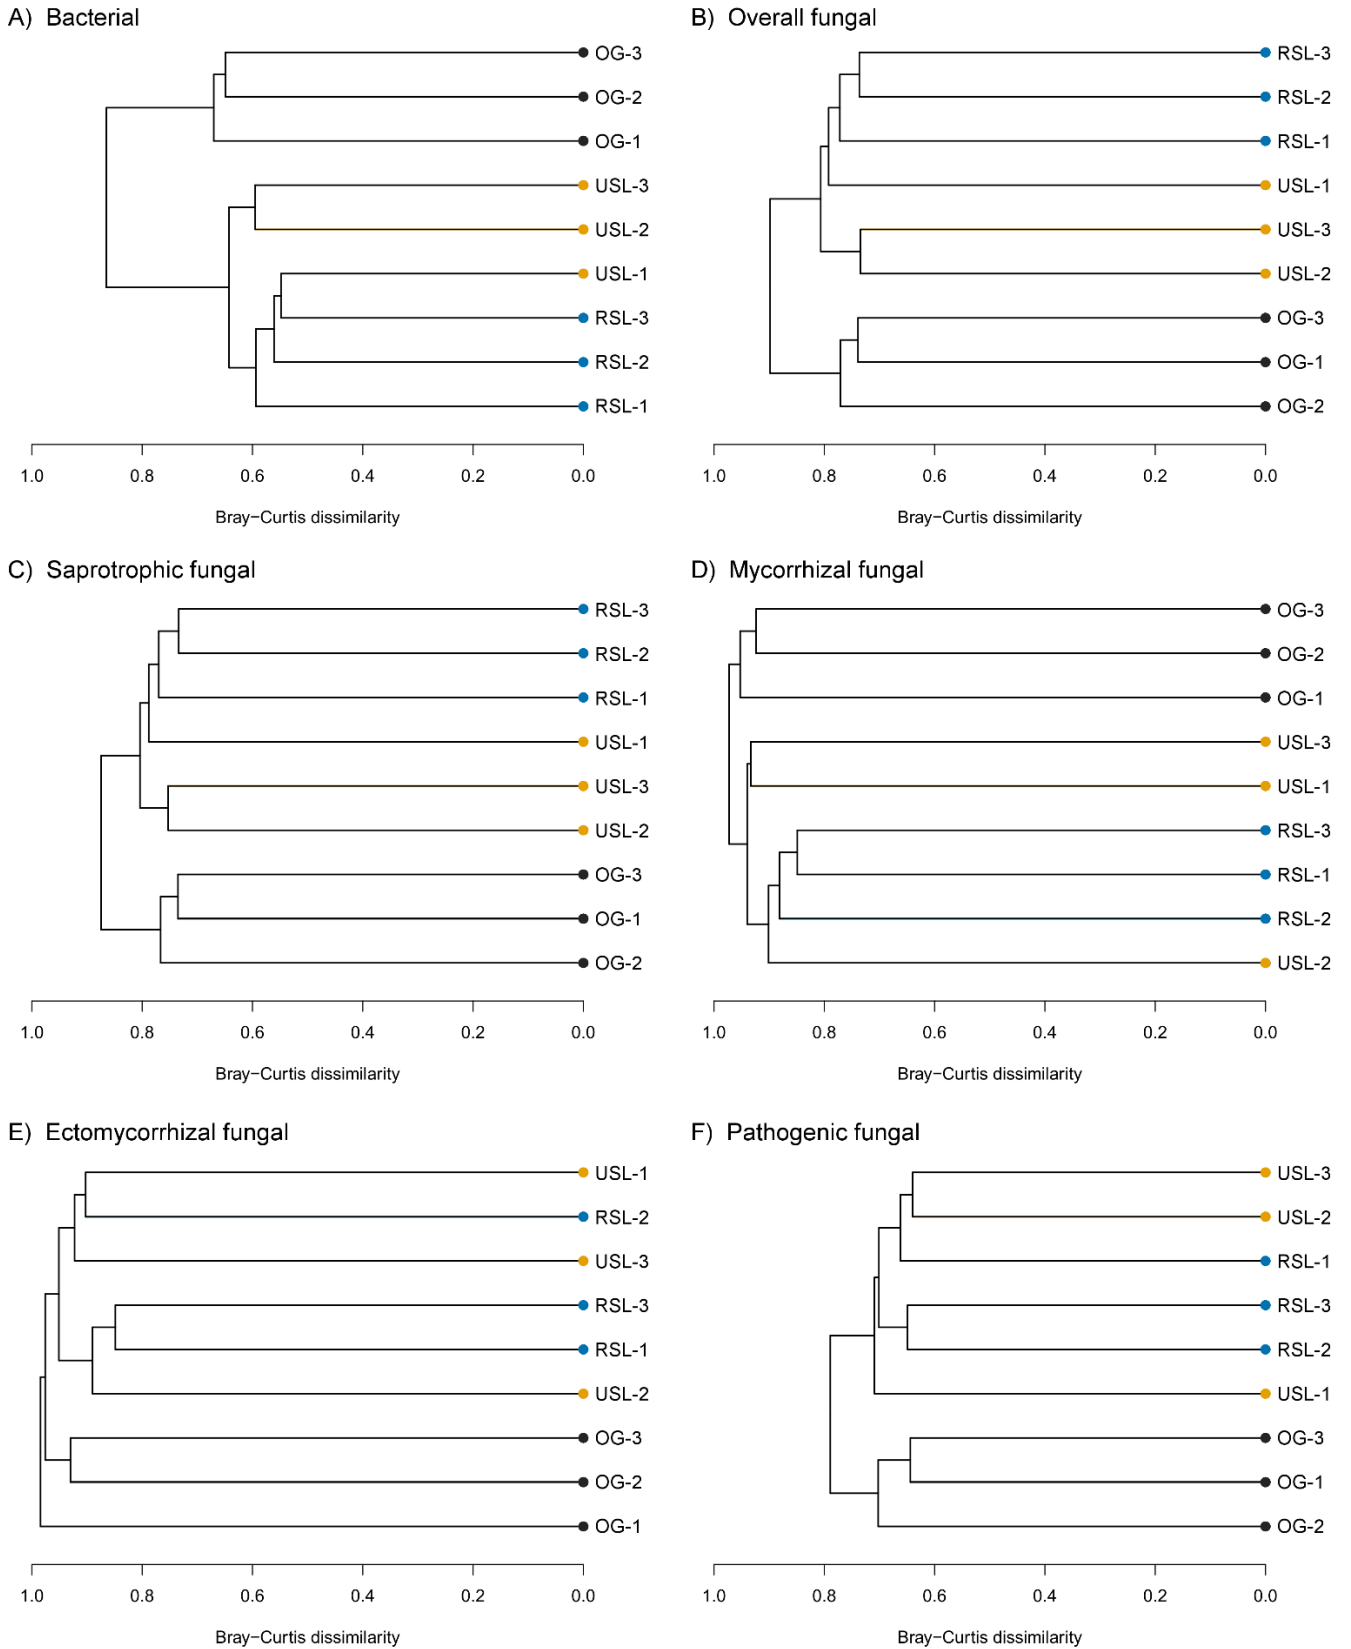 A) Bacterial
OG-3
OG-2
OG-1
USL-3
USL-2
USL-1
RSL-3
RSL-2
RSL-1
1.0 0.8 0.6 0.4 0.2 0.0
Bray−Curtis dissimilarity
B) Overall fungal
RSL-3
RSL-2
RSL-1
USL-1
USL-3
USL-2
OG-3
OG-1
OG-2
1.0 0.8 0.6 0.4 0.2 0.0
Bray−Curtis dissimilarity
C) Saprotrophic fungal
RSL-3
RSL-2
RSL-1
USL-1
USL-3
USL-2
OG-3
OG-1
OG-2
1.0 0.8 0.6 0.4 0.2 0.0
Bray−Curtis dissimilarity
D) Mycorrhizal fungal
OG-3
OG-2
OG-1
USL-3
USL-1
RSL-3
RSL-1
RSL-2
USL-2
1.0 0.8 0.6 0.4 0.2 0.0
Bray−Curtis dissimilarity
E) Ectomycorrhizal fungal
USL-1
RSL-2
USL-3
RSL-3
RSL-1
USL-2
OG-3
OG-2
OG-1
1.0 0.8 0.6 0.4 0.2 0.0
Bray−Curtis dissimilarity
F) Pathogenic fungal
USL-3
USL-2
RSL-1
RSL-3
RSL-2
USL-1
OG-3
OG-1
OG-2
1.0 0.8 0.6 0.4 0.2 0.0
Bray−Curtis dissimilarity